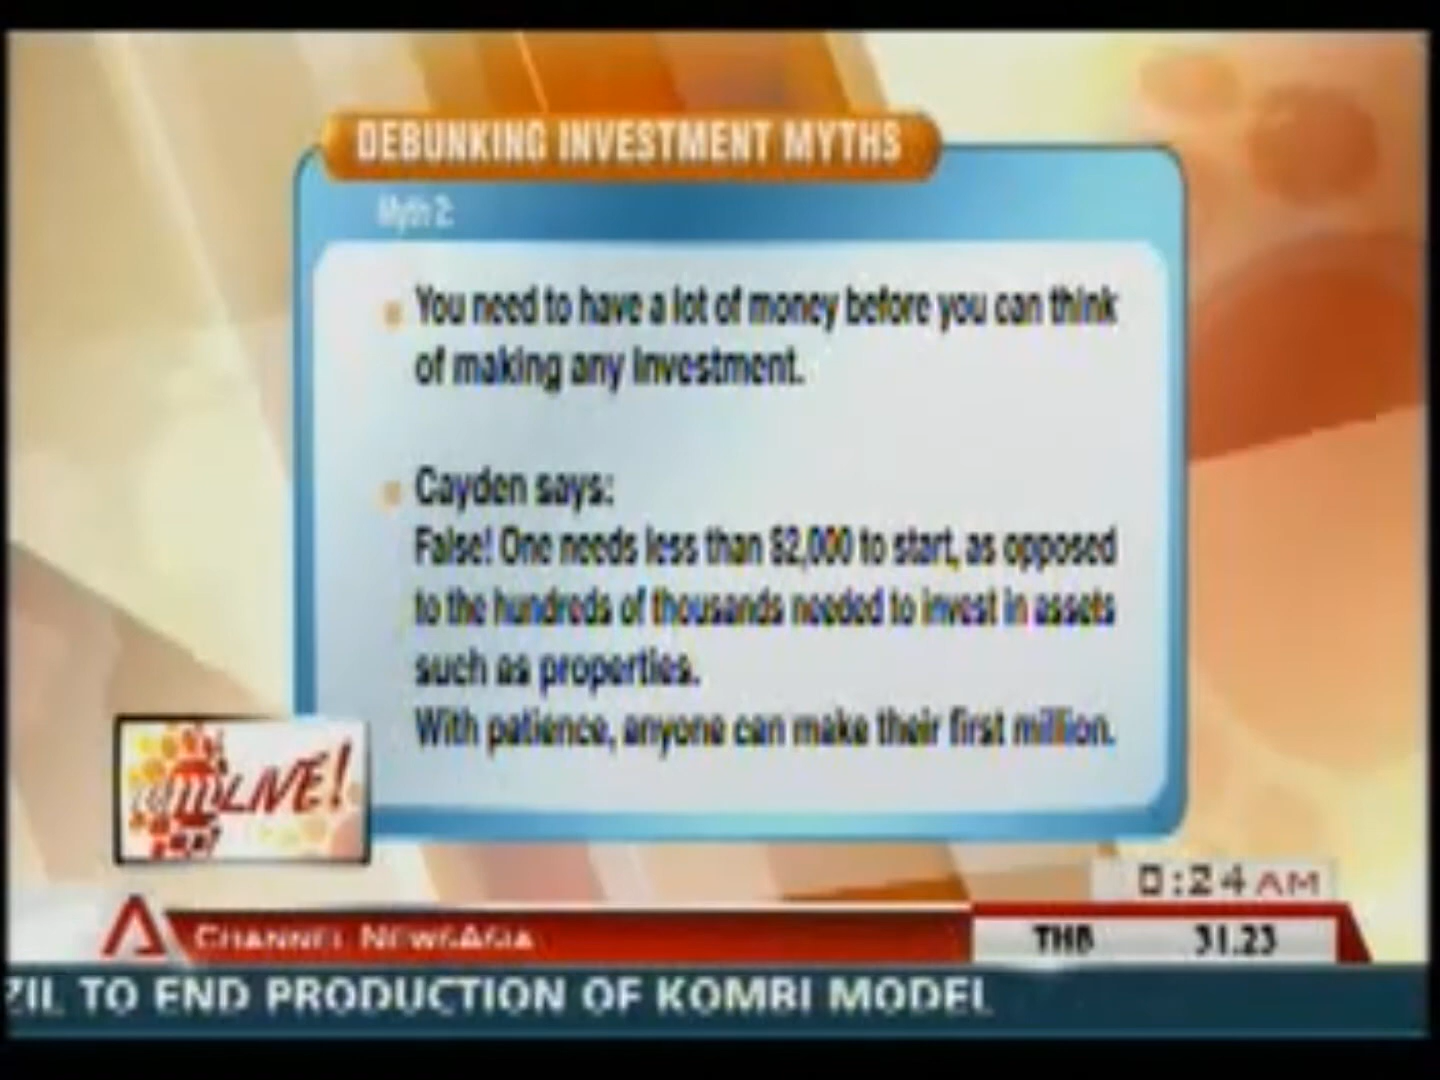 DEBUNKING INVESTMENT MYTHS
Myth 2:
You need to have a lot of money before you can think
of making any investment.
Cayden says:
False! One needs less than $2,000 to start, as opposed
to the hundreds of thousands needed to invest in assets
such as properties.
With patience, anyone can make their first million.
LIVE!
0:24 AM
CHANNEL NEWSASIA
THB 31.23
ZIL TO END PRODUCTION OF KOMBI MODEL